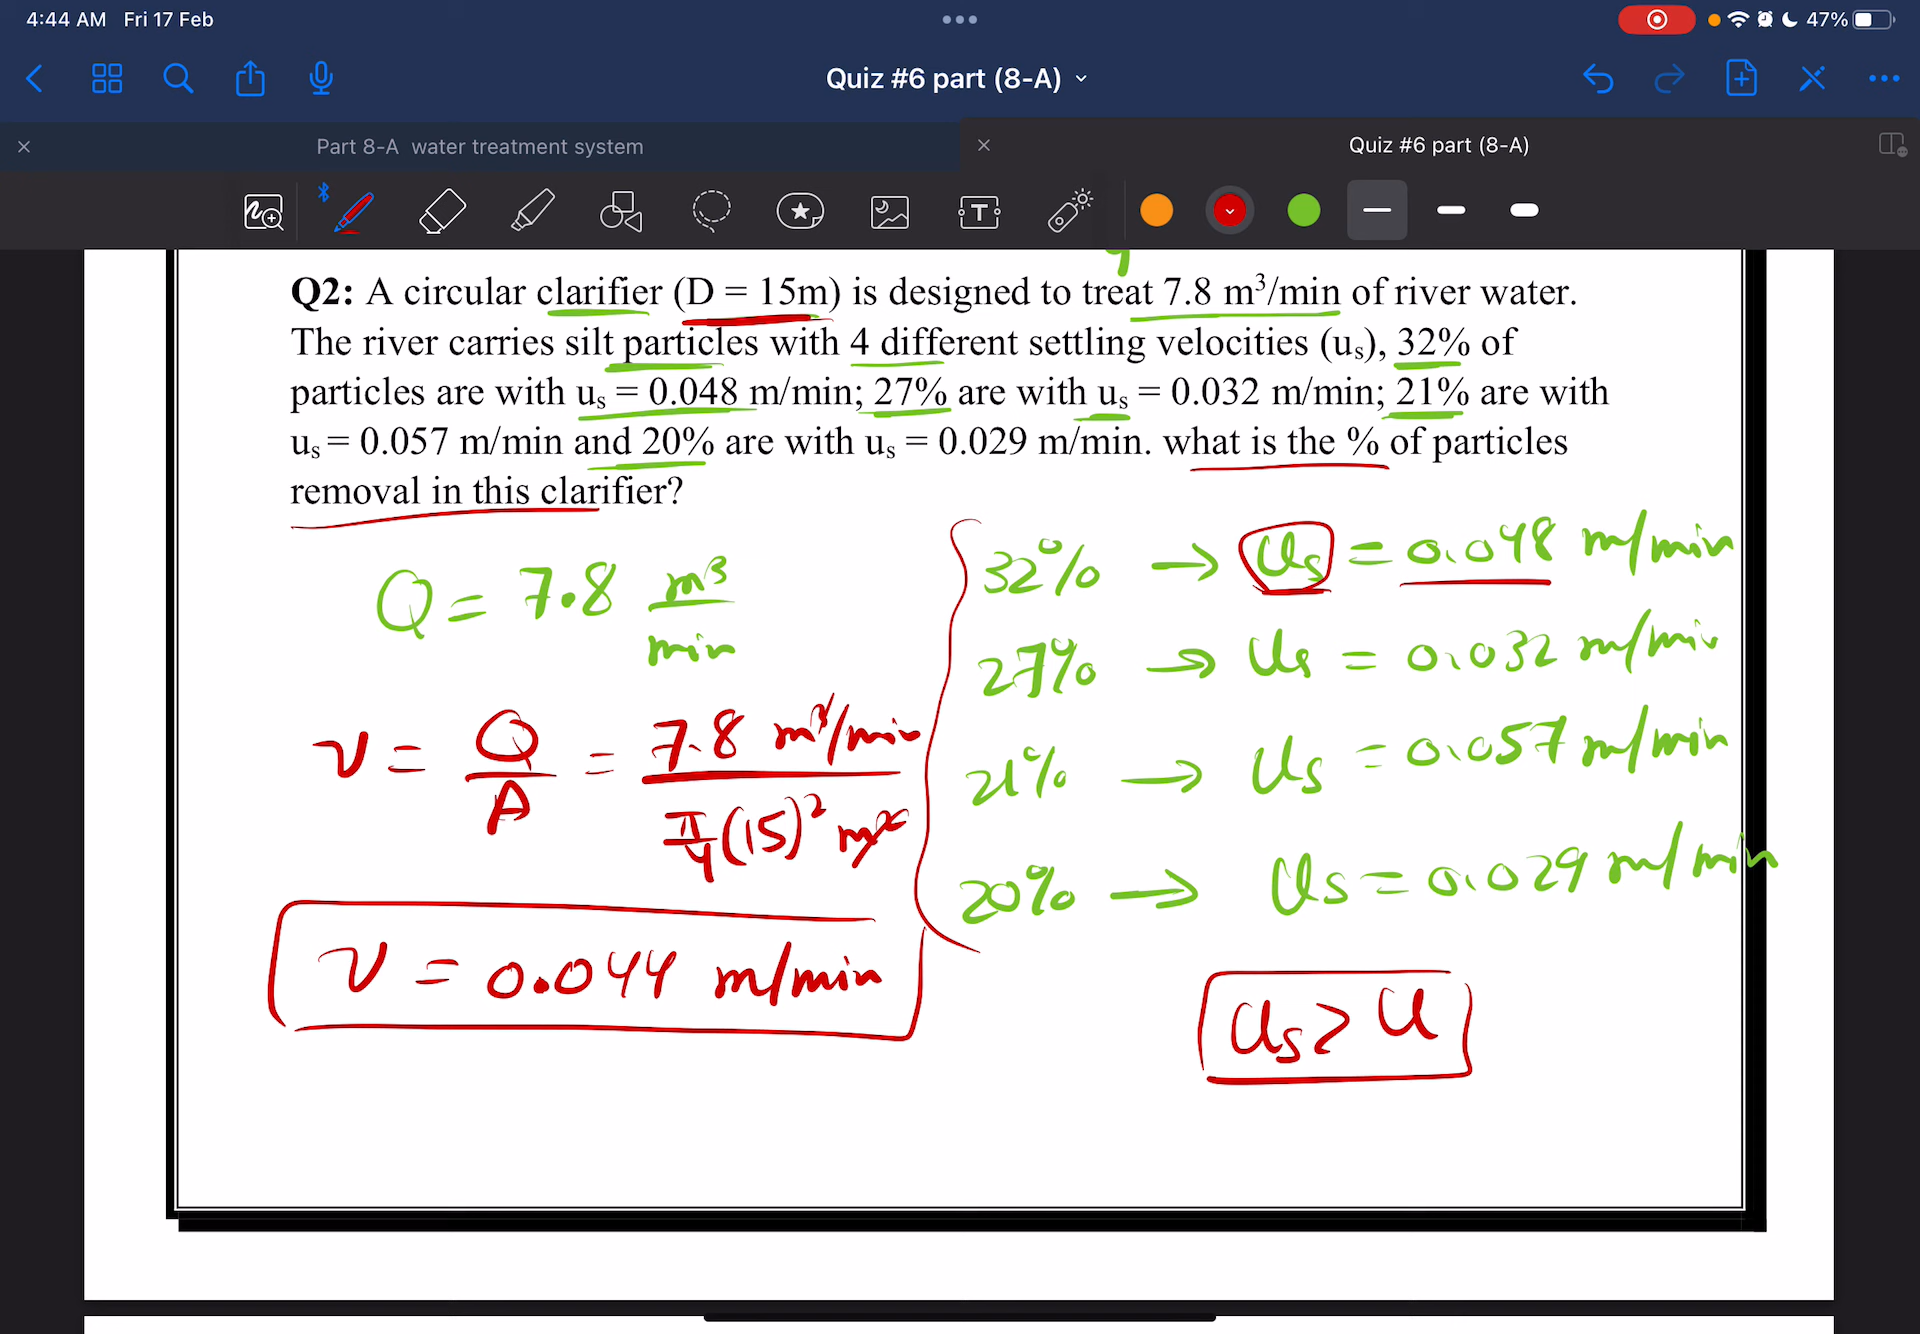 4:44 AM Fri 17 Feb
47%
Quiz #6 part (8-A)
Part 8-A water treatment system
Quiz #6 part (8-A)
Q2: A circular clarifier (D = 15m) is designed to treat 7.8 m³/min of river water.
The river carries silt particles with 4 different settling velocities (uₛ), 32% of
particles are with uₛ = 0.048 m/min; 27% are with uₛ = 0.032 m/min; 21% are with
uₛ = 0.057 m/min and 20% are with uₛ = 0.029 m/min. what is the % of particles
removal in this clarifier?
Q = 7.8 m³/min
v = Q/A = 7.8 m³/min / π/4 (15)² m²
v = 0.044 m/min
32% → Us = 0.048 m/min
27% → Us = 0.032 m/min
21% → Us = 0.057 m/min
20% → Us = 0.029 m/min
Us > U